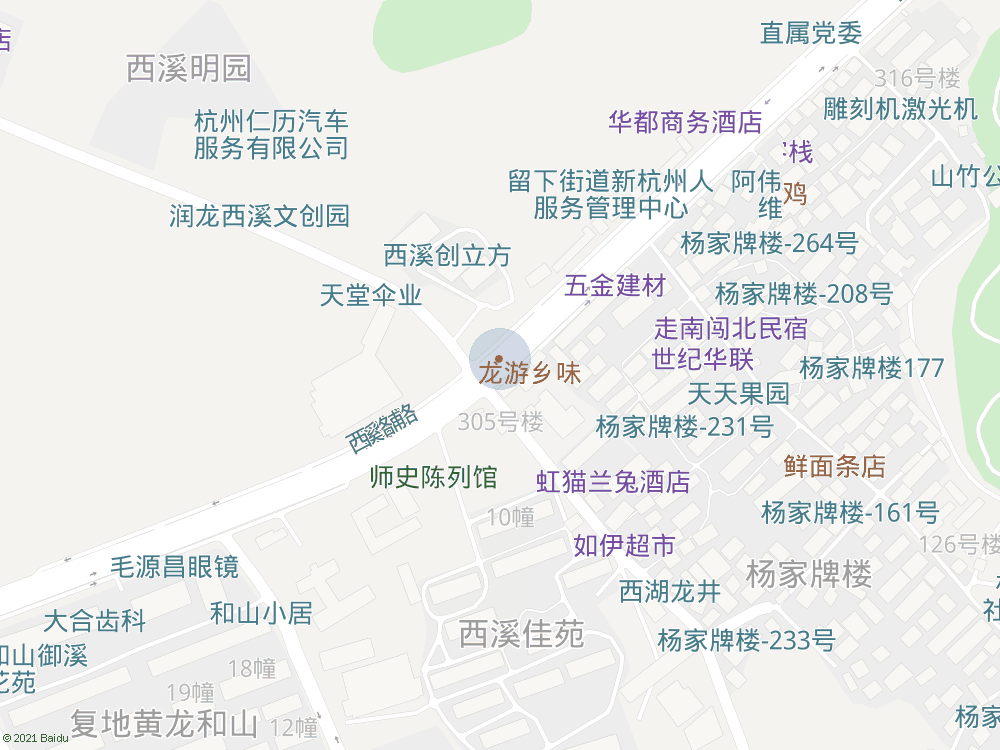 店
直属党委
西溪明园
316号楼
雕刻机激光机
杭州仁历汽车
服务有限公司
华都商务酒店
栈
留下街道新杭州人
服务管理中心
阿伟
维
鸡
山竹公
润龙西溪文创园
西溪创立方
杨家牌楼-264号
天堂伞业
五金建材
杨家牌楼-208号
走南闯北民宿
世纪华联
龙游乡味
杨家牌楼177
天天果园
305号楼
杨家牌楼-231号
师史陈列馆
虹猫兰兔酒店
鲜面条店
10幢
杨家牌楼-161号
如伊超市
126号楼
毛源昌眼镜
杨家牌楼
西湖龙井
社
大合齿科
和山小居
西溪佳苑
杨家牌楼-233号
和山御溪
花苑
18幢
19幢
复地黄龙和山
12幢
杨家
© 2021 Baidu